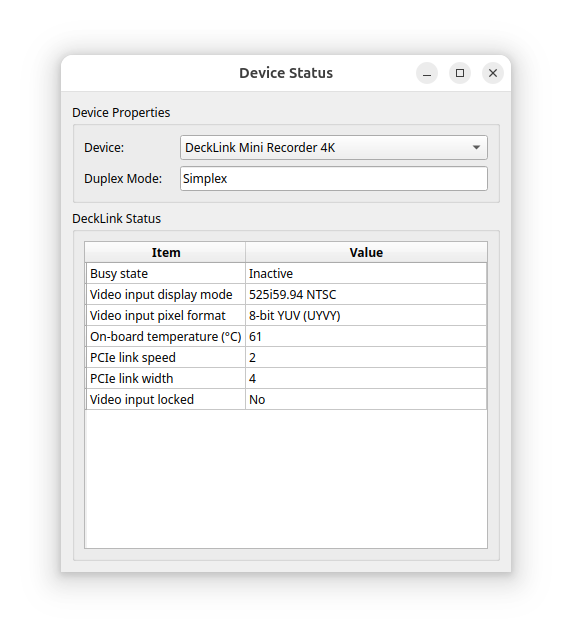 Device Status
Device Properties
Device: DeckLink Mini Recorder 4K
Duplex Mode: Simplex
DeckLink Status
Item Value
Busy state Inactive
Video input display mode 525i59.94 NTSC
Video input pixel format 8-bit YUV (UYVY)
On-board temperature (°C) 61
PCIe link speed 2
PCIe link width 4
Video input locked No